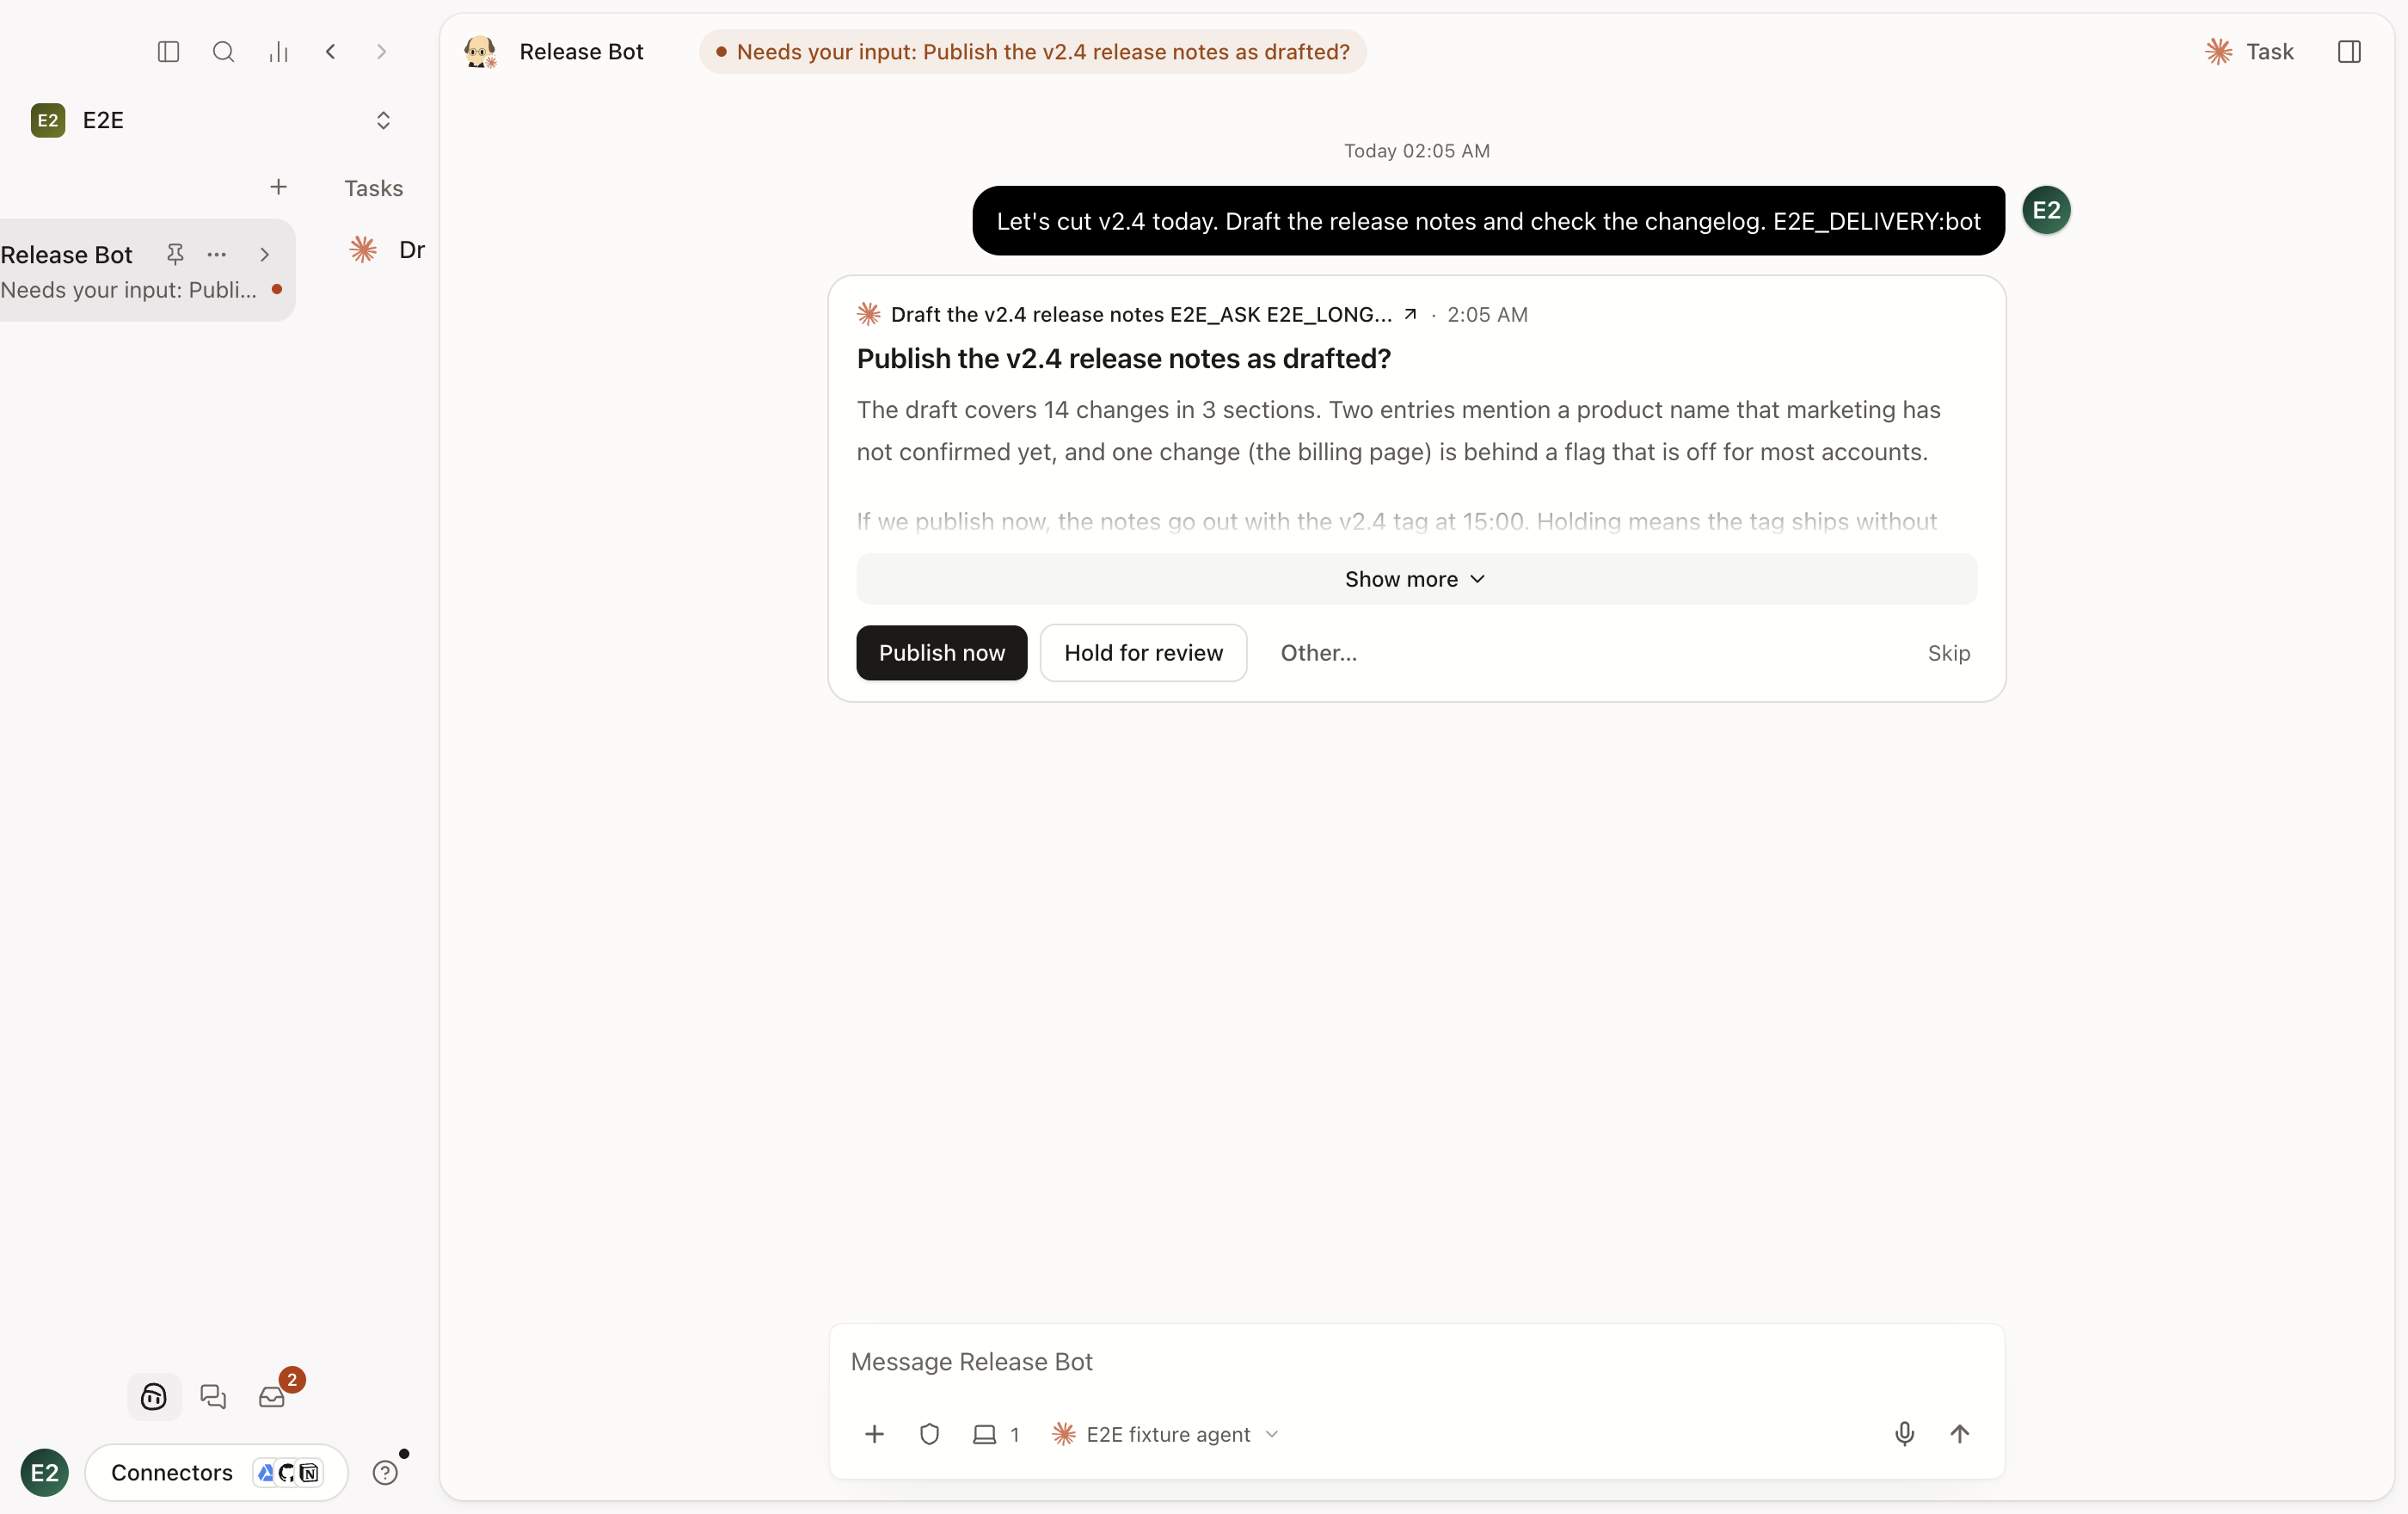 E2 E2E
Tasks
Release Bot
Needs your input: Publi...
Dr
2
E2 Connectors
Release Bot
Needs your input: Publish the v2.4 release notes as drafted?
Task
Today 02:05 AM
Let's cut v2.4 today. Draft the release notes and check the changelog. E2E_DELIVERY:bot
E2
Draft the v2.4 release notes E2E_ASK E2E_LONG... · 2:05 AM
Publish the v2.4 release notes as drafted?
The draft covers 14 changes in 3 sections. Two entries mention a product name that marketing has
not confirmed yet, and one change (the billing page) is behind a flag that is off for most accounts.
If we publish now, the notes go out with the v2.4 tag at 15:00. Holding means the tag ships without
Show more
Publish now Hold for review Other... Skip
Message Release Bot
1 E2E fixture agent